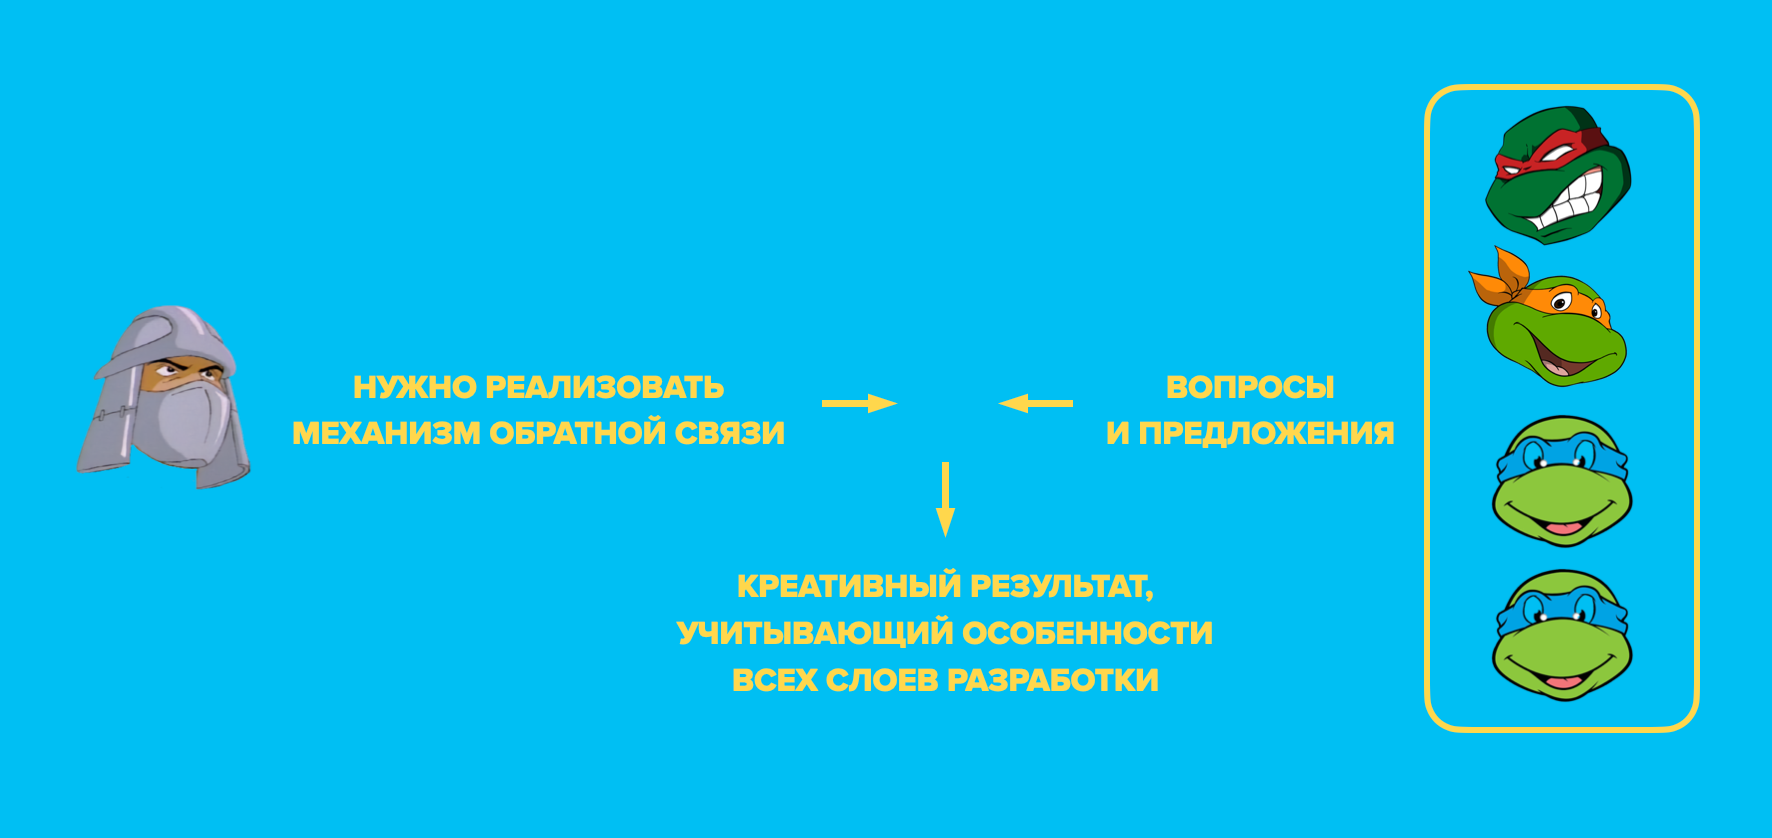 НУЖНО РЕАЛИЗОВАТЬ
МЕХАНИЗМ ОБРАТНОЙ СВЯЗИ
ВОПРОСЫ
И ПРЕДЛОЖЕНИЯ
КРЕАТИВНЫЙ РЕЗУЛЬТАТ,
УЧИТЫВАЮЩИЙ ОСОБЕННОСТИ
ВСЕХ СЛОЕВ РАЗРАБОТКИ